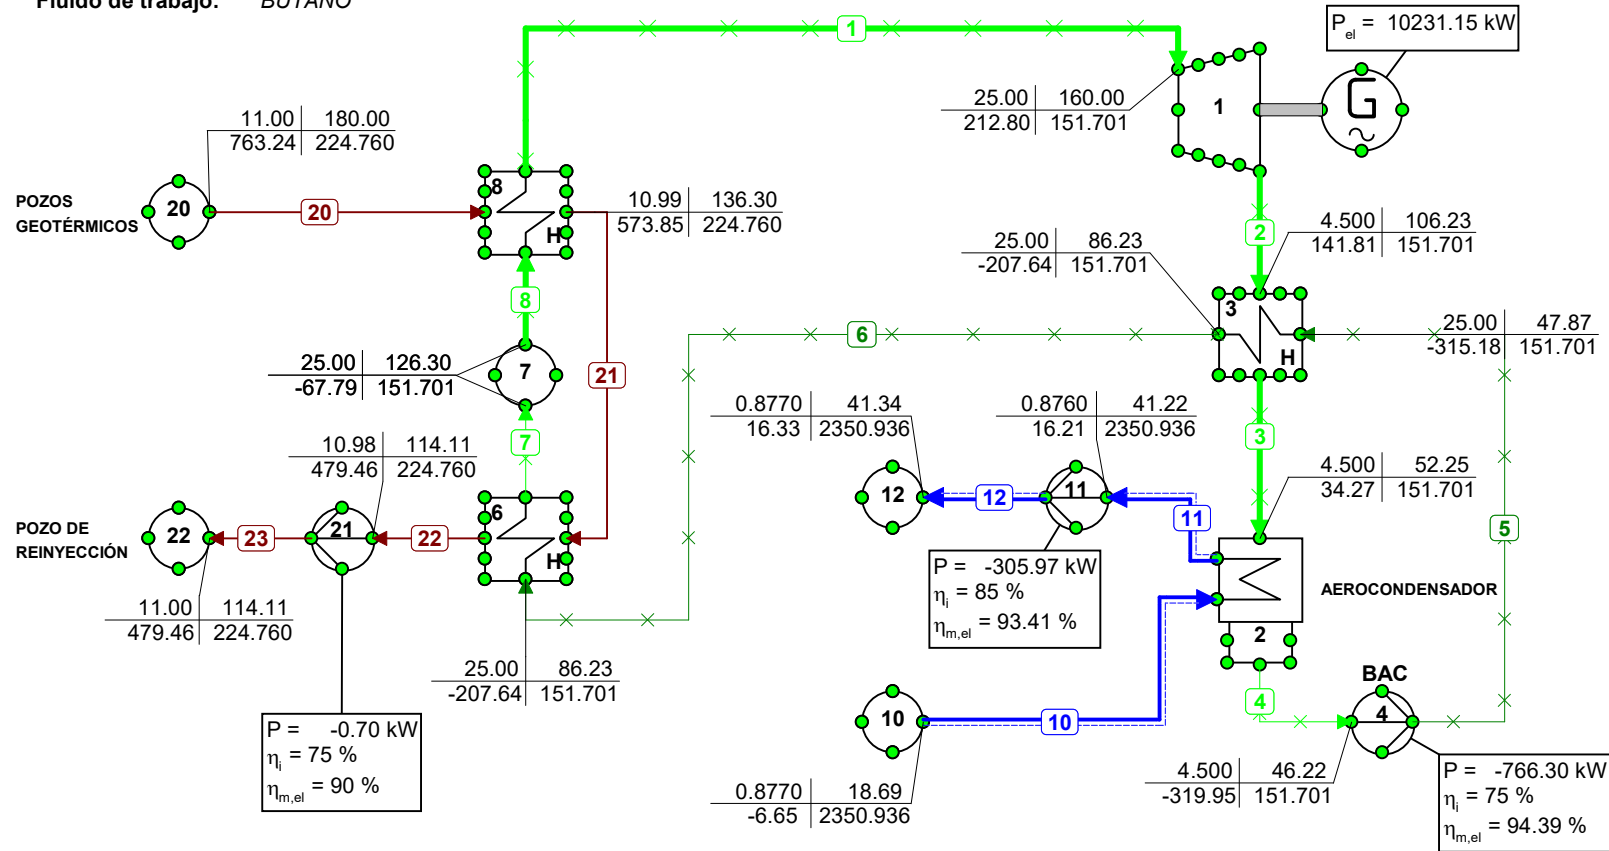 Fluido de trabajo: BUTANO
1
P_el = 10231.15 kW
25.00 160.00
212.80 151.701
1
G
11.00 180.00
763.24 224.760
POZOS
GEOTÉRMICOS
20
20
8
H
10.99 136.30
573.85 224.760
2
4.500 106.23
141.81 151.701
25.00 86.23
-207.64 151.701
8
3
H
6
25.00 47.87
-315.18 151.701
25.00 126.30
-67.79 151.701
7
21
0.8770 41.34
16.33 2350.936
0.8760 41.22
16.21 2350.936
7
3
10.98 114.11
479.46 224.760
4.500 52.25
34.27 151.701
12
12
11
11
5
POZO DE
REINYECCIÓN
22
23
21
22
6
H
P = -305.97 kW
ηi = 85 %
ηm,el = 93.41 %
AEROCONDENSADOR
2
11.00 114.11
479.46 224.760
25.00 86.23
-207.64 151.701
BAC
4
4
10
10
P = -0.70 kW
ηi = 75 %
ηm,el = 90 %
0.8770 18.69
-6.65 2350.936
4.500 46.22
-319.95 151.701
P = -766.30 kW
ηi = 75 %
ηm,el = 94.39 %